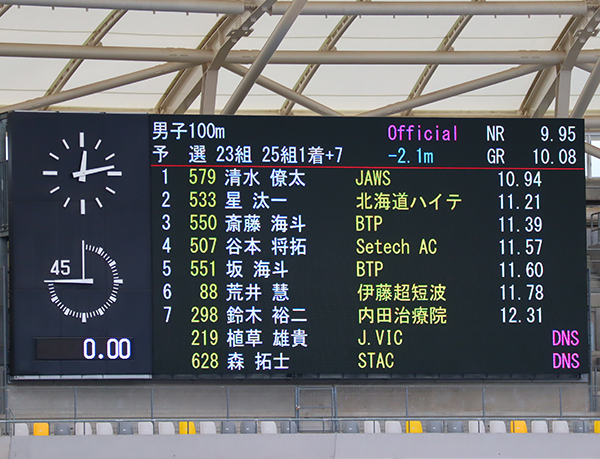 男子100m Official NR 9.95
予 選 23組 25組1着+7 -2.1m GR 10.08
1 579 清水 僚太 JAWS 10.94
2 533 星 汰一 北海道ハイテ 11.21
3 550 斎藤 海斗 BTP 11.39
4 507 谷本 将拓 Setech AC 11.57
5 551 坂 海斗 BTP 11.60
6 88 荒井 慧 伊藤超短波 11.78
7 298 鈴木 裕二 内田治療院 12.31
219 植草 雄貴 J.VIC DNS
628 森 拓士 STAC DNS
45
0.00